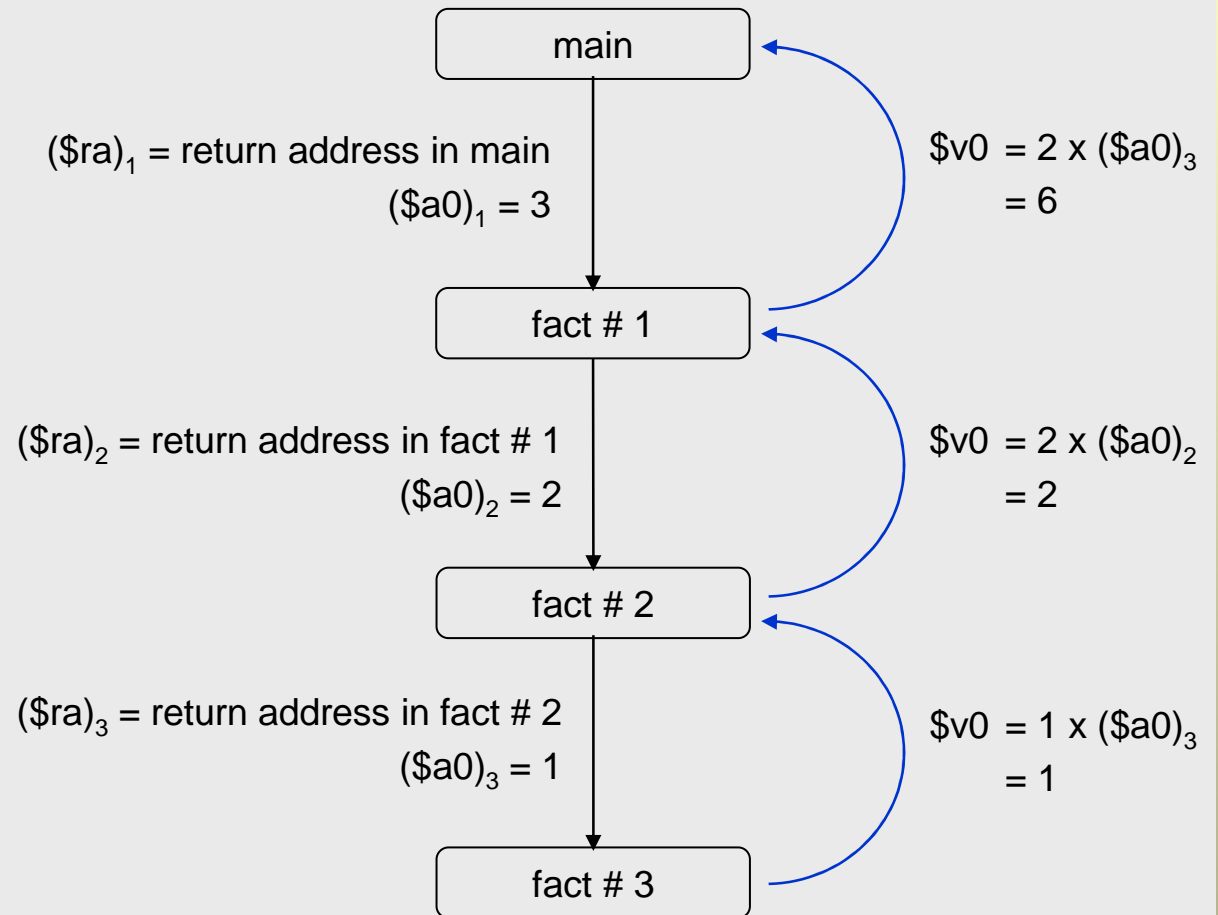 main
($ra)₁ = return address in main
($a0)₁ = 3
$v0 = 2 x ($a0)₃
= 6
fact # 1
($ra)₂ = return address in fact # 1
($a0)₂ = 2
$v0 = 2 x ($a0)₂
= 2
fact # 2
($ra)₃ = return address in fact # 2
($a0)₃ = 1
$v0 = 1 x ($a0)₃
= 1
fact # 3